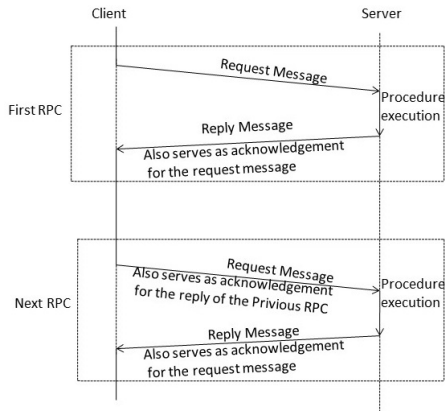 Client
Server
Request Message
First RPC
Procedure
execution
Reply Message
Also serves as acknowledgement
for the request message
Request Message
Also serves as acknowledgement
for the reply of the Privious RPC
Next RPC
Procedure
execution
Reply Message
Also serves as acknowledgement
for the request message